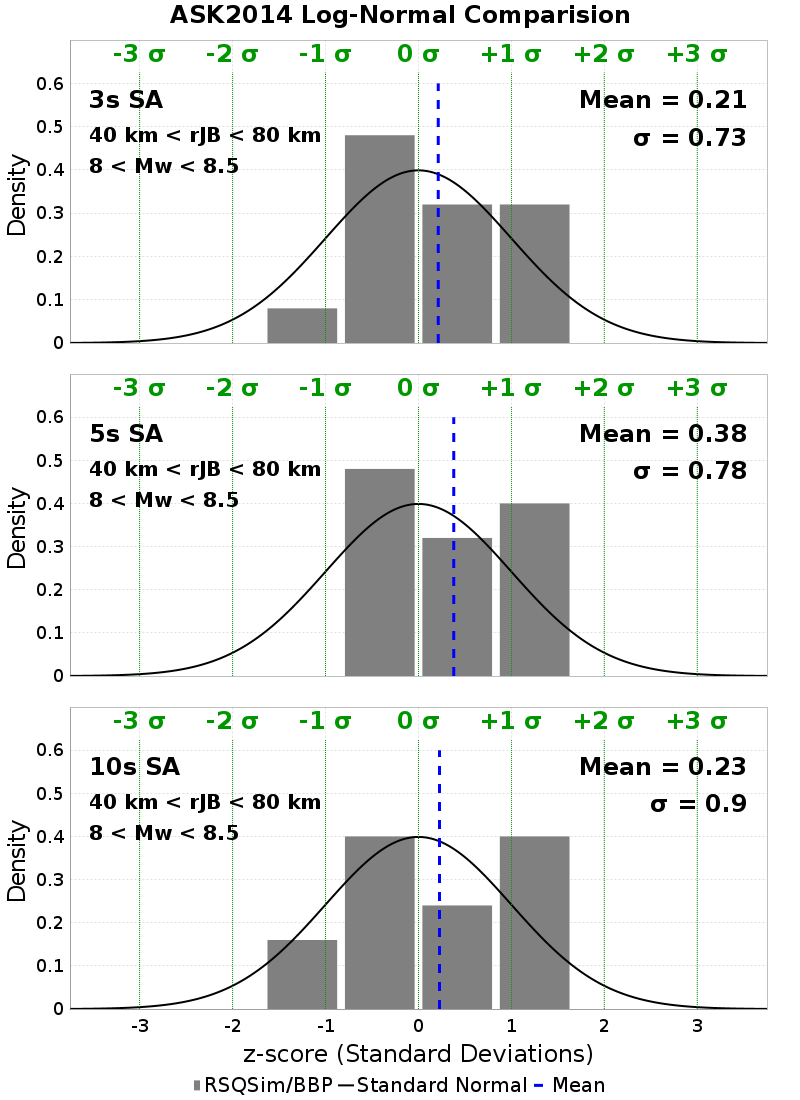 ASK2014 Log-Normal Comparision
-3 σ -2 σ -1 σ 0 σ +1 σ +2 σ +3 σ
3s SA
40 km < rJB < 80 km
8 < Mw < 8.5
Mean = 0.21
σ = 0.73
Density
0.6
0.5
0.4
0.3
0.2
0.1
0
-3 σ -2 σ -1 σ 0 σ +1 σ +2 σ +3 σ
5s SA
40 km < rJB < 80 km
8 < Mw < 8.5
Mean = 0.38
σ = 0.78
Density
0.6
0.5
0.4
0.3
0.2
0.1
0
-3 σ -2 σ -1 σ 0 σ +1 σ +2 σ +3 σ
10s SA
40 km < rJB < 80 km
8 < Mw < 8.5
Mean = 0.23
σ = 0.9
Density
0.6
0.5
0.4
0.3
0.2
0.1
0
-3 -2 -1 0 1 2 3
z-score (Standard Deviations)
RSQSim/BBP Standard Normal Mean